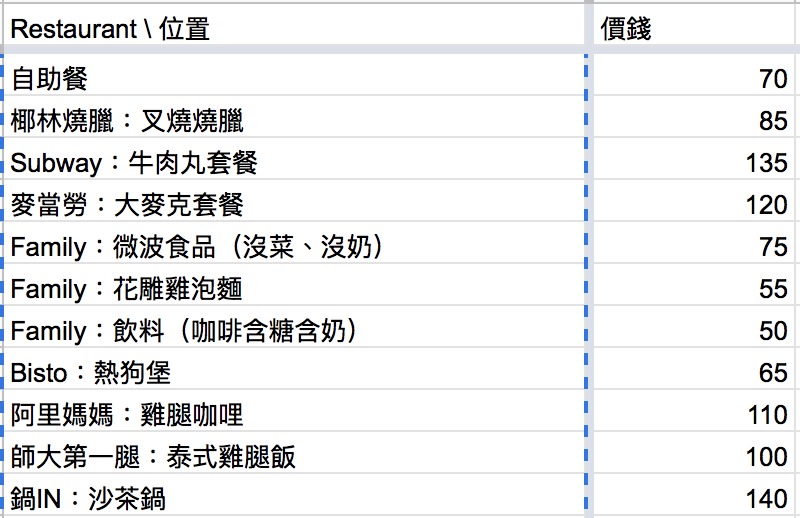 Restaurant \ 位置 價錢
自助餐 70
椰林燒臘：叉燒燒臘 85
Subway：牛肉丸套餐 135
麥當勞：大麥克套餐 120
Family：微波食品（沒菜、沒奶） 75
Family：花雕雞泡麵 55
Family：飲料（咖啡含糖含奶） 50
Bisto：熱狗堡 65
阿里媽媽：雞腿咖哩 110
師大第一腿：泰式雞腿飯 100
鍋IN：沙茶鍋 140